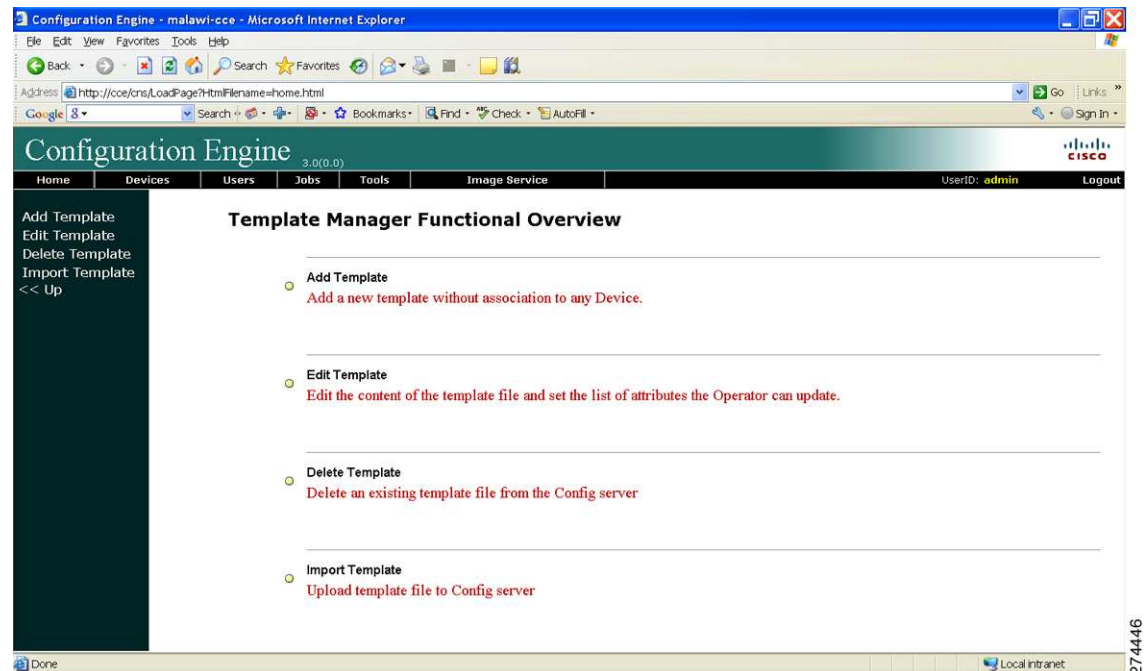 Configuration Engine - malawi-cce - Microsoft Internet Explorer
File Edit View Favorites Tools Help
Back Search Favorites
Address http://cce/cns/LoadPage?HtmlFilename=home.html Go Links »
Google Search Bookmarks Find Check AutoFill Sign In
Configuration Engine 3.0(0.0)
CISCO
Home Devices Users Jobs Tools Image Service UserID: admin Logout
Add Template
Edit Template
Delete Template
Import Template
<< Up
Template Manager Functional Overview
Add Template
Add a new template without association to any Device.
Edit Template
Edit the content of the template file and set the list of attributes the Operator can update.
Delete Template
Delete an existing template file from the Config server
Import Template
Upload template file to Config server
Done Local intranet
274446